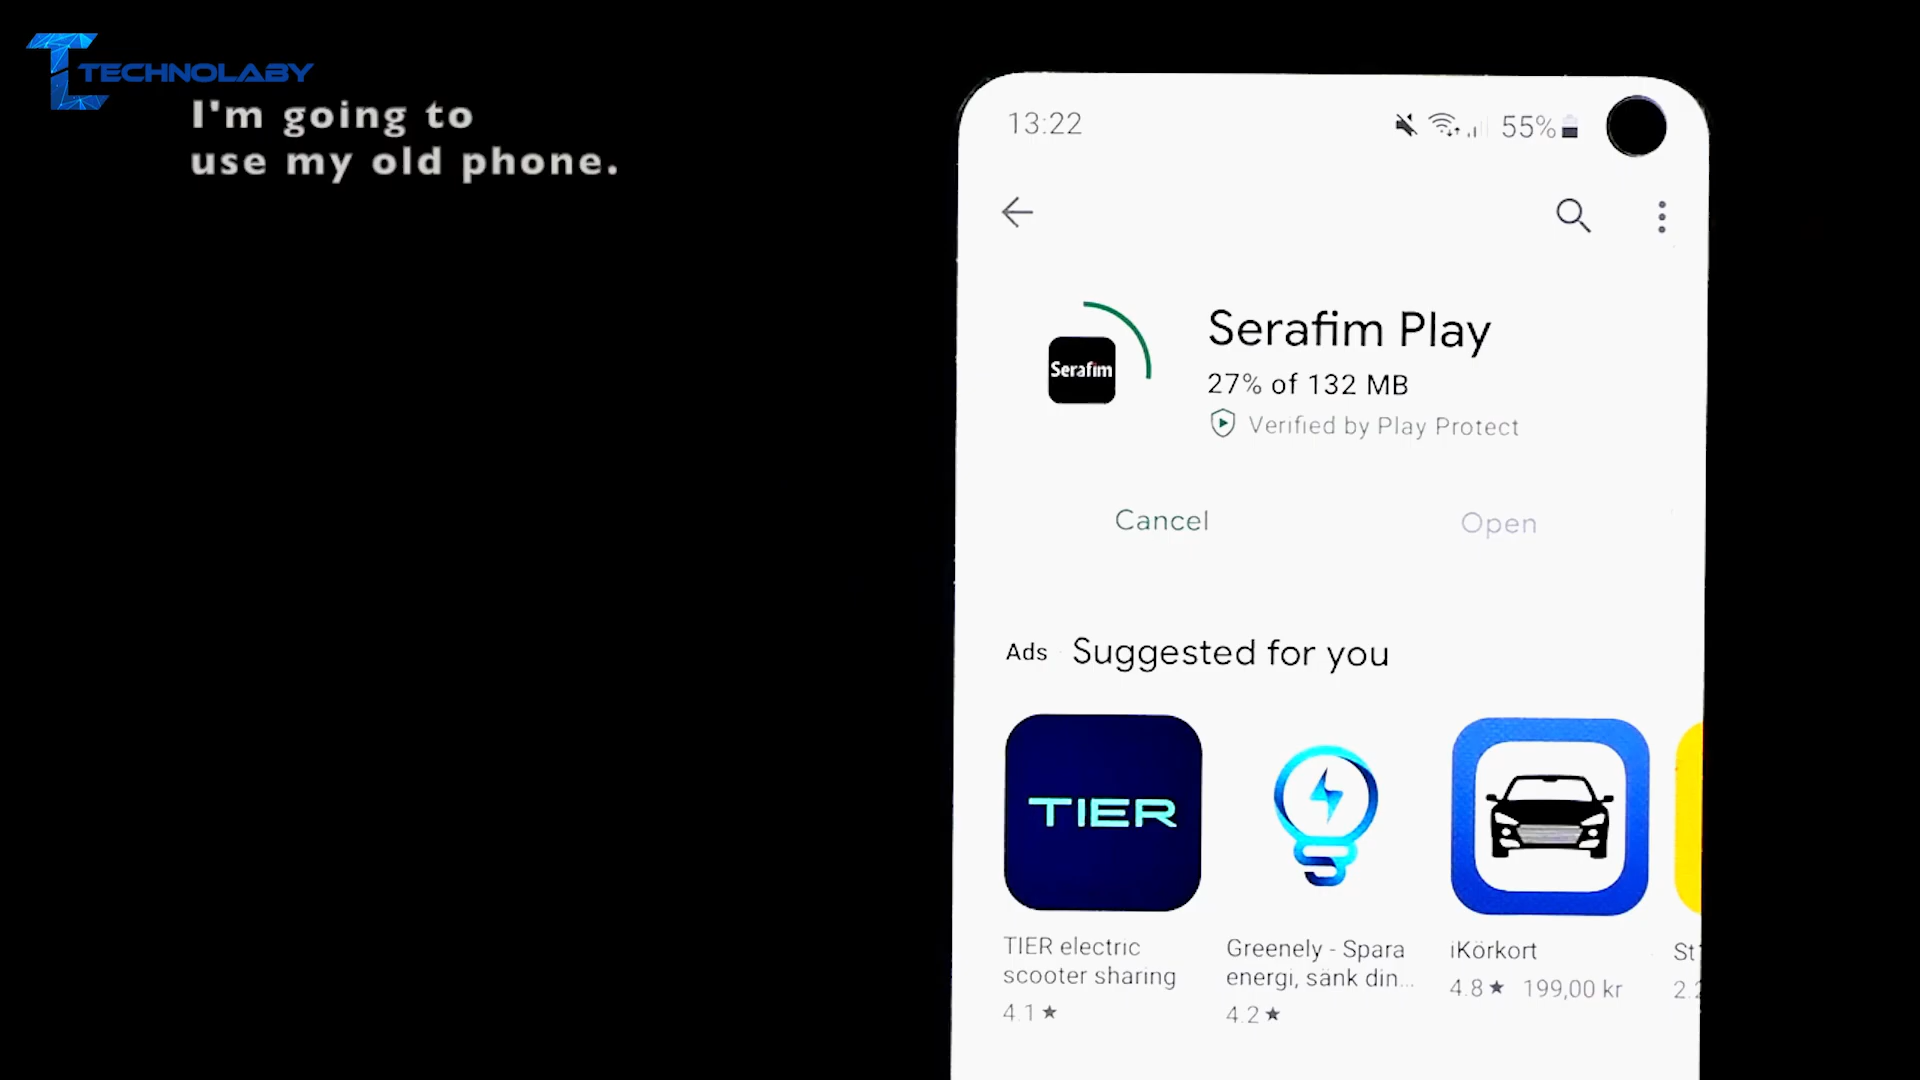 TECHNOLABY
I'm going to
use my old phone.
13:22
55%
Serafim
Serafim Play
27% of 132 MB
Verified by Play Protect
Cancel
Open
Ads
Suggested for you
TIER
TIER electric
scooter sharing
4.1★
Greenely - Spara
energi, sänk din...
4.2★
iKörkort
4.8★ 199,00 kr